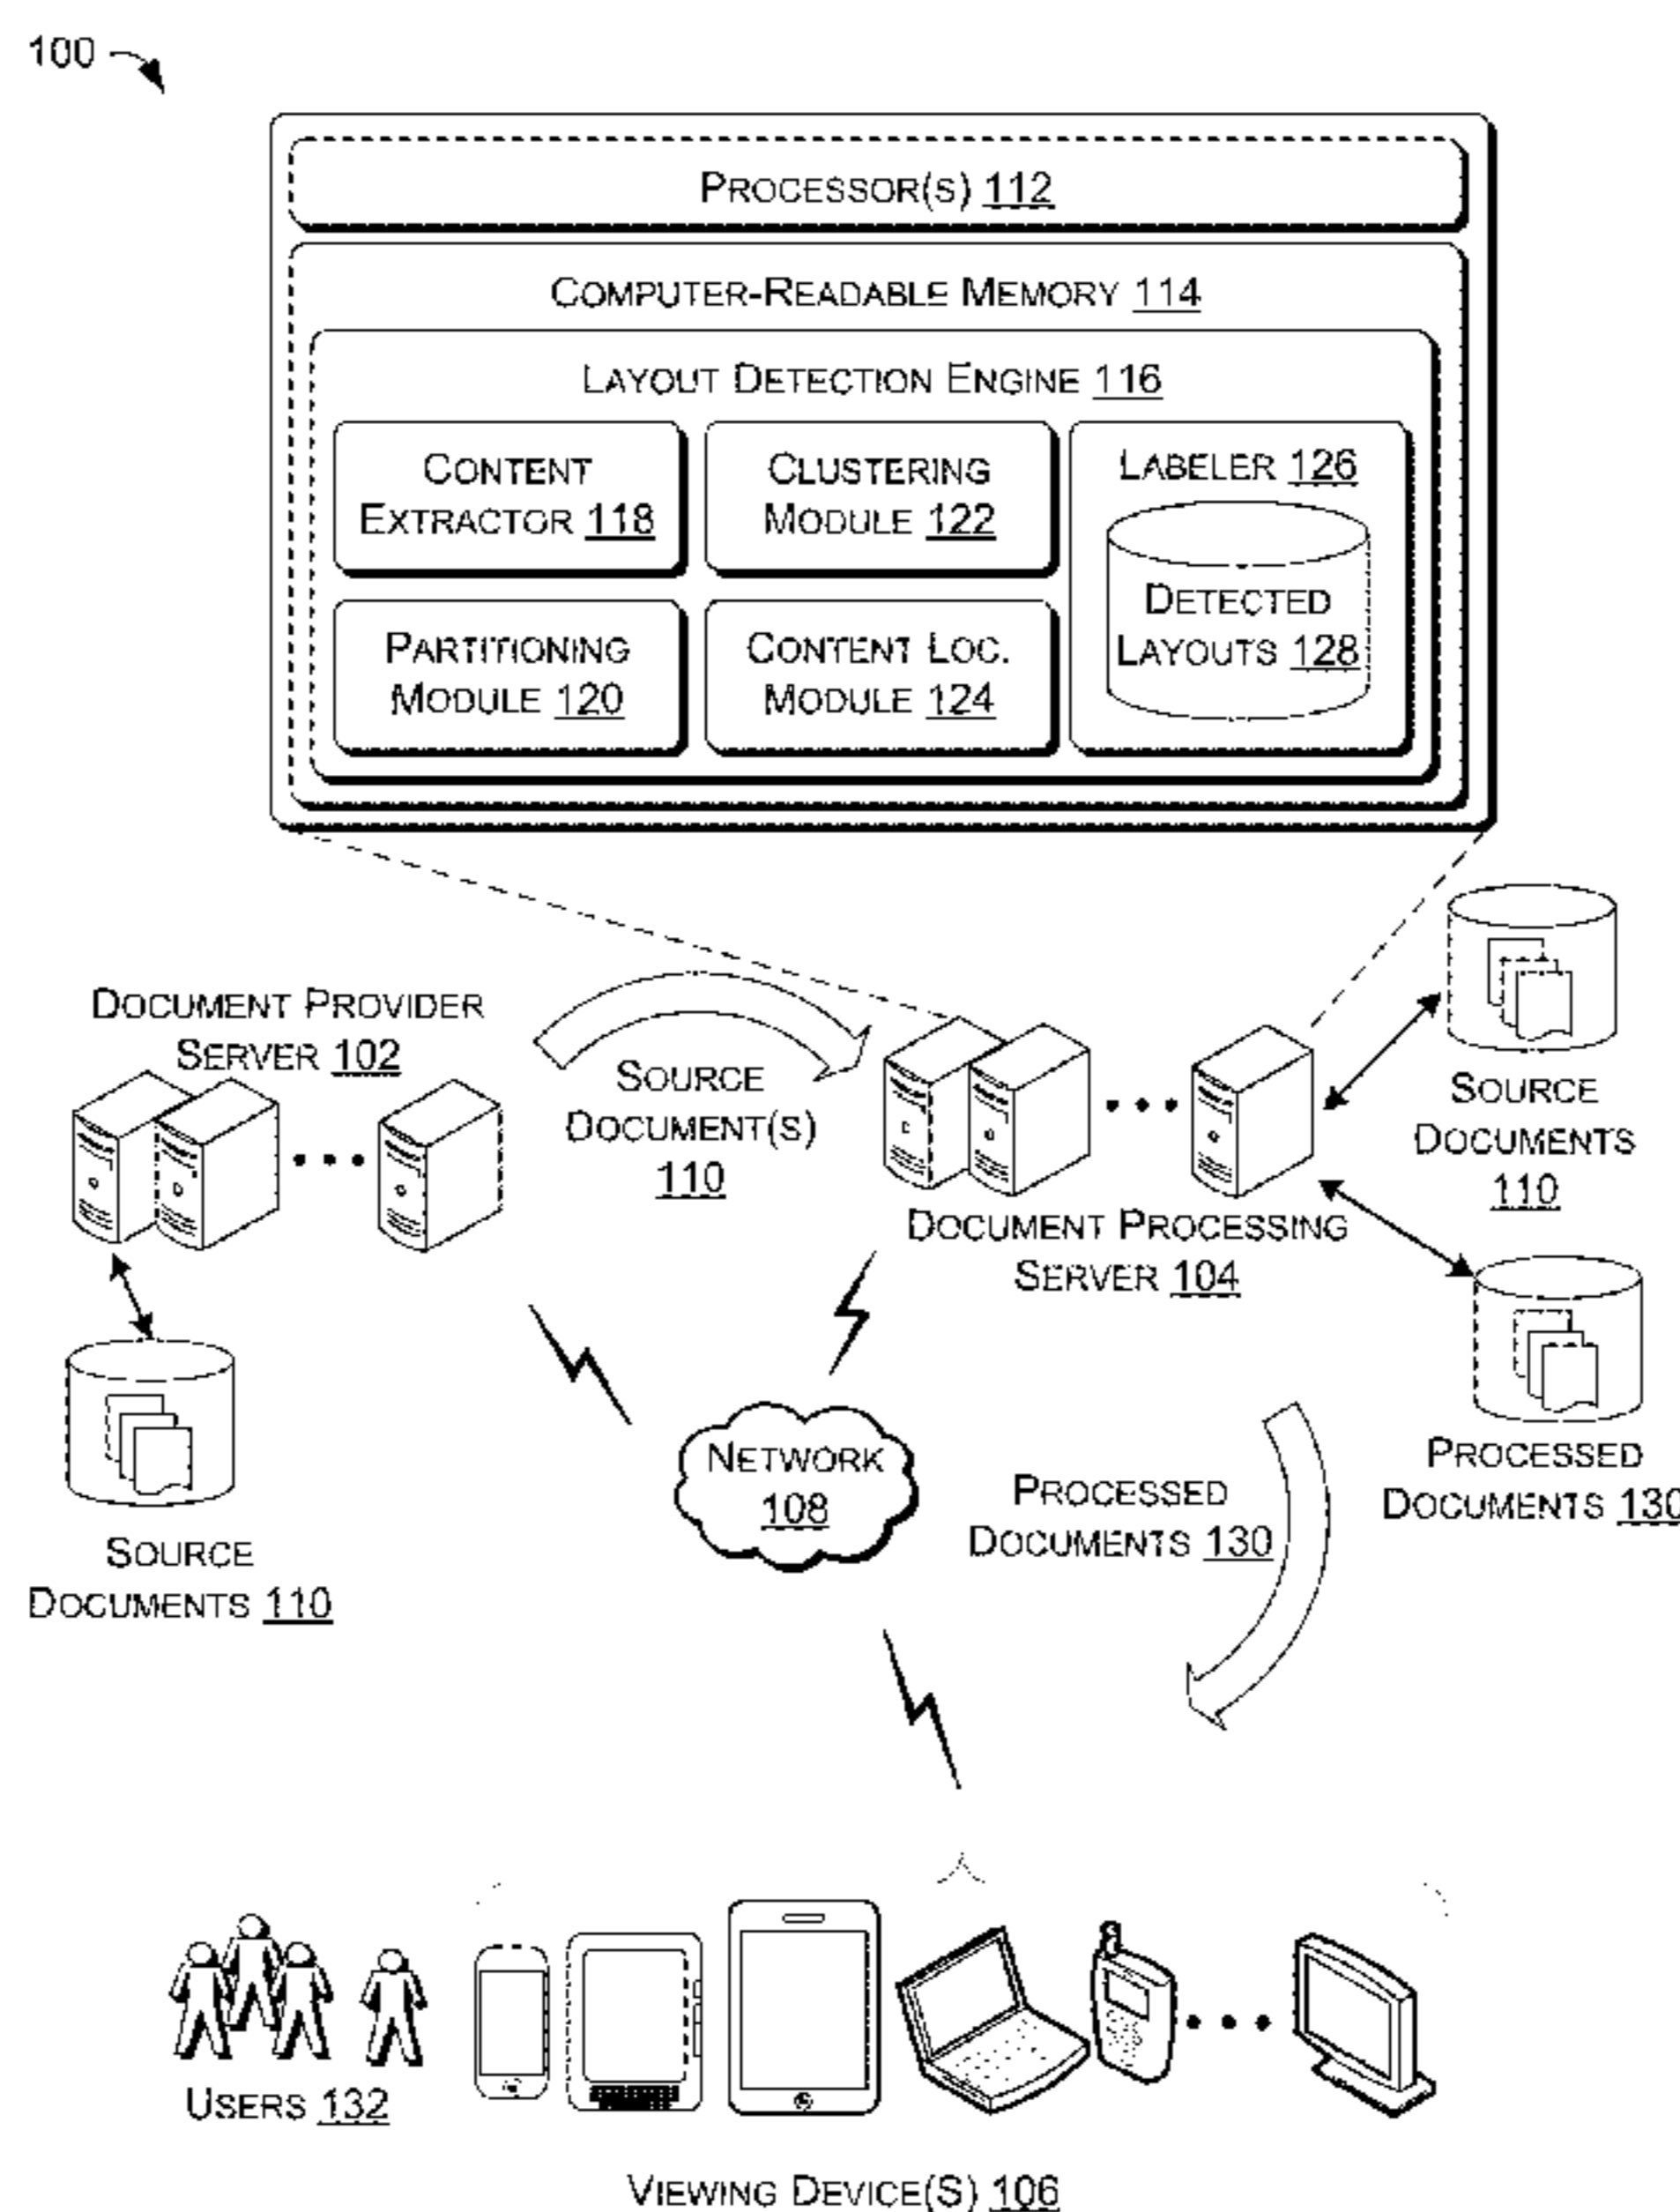 100
PROCESSOR(S) 112
COMPUTER-READABLE MEMORY 114
LAYOUT DETECTION ENGINE 116
CONTENT
EXTRACTOR 118
CLUSTERING
MODULE 122
LABELER 126
DETECTED
LAYOUTS 128
PARTITIONING
MODULE 120
CONTENT LOC.
MODULE 124
DOCUMENT PROVIDER
SERVER 102
SOURCE
DOCUMENT(S)
110
SOURCE
DOCUMENTS
110
DOCUMENT PROCESSING
SERVER 104
SOURCE
DOCUMENTS 110
NETWORK
108
PROCESSED
DOCUMENTS 130
PROCESSED
DOCUMENTS 130
USERS 132
VIEWING DEVICE(S) 106